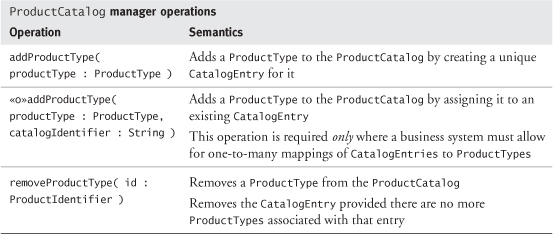 ProductCatalog manager operations
Operation Semantics
addProductType(
productType : ProductType )
Adds a ProductType to the ProductCatalog by creating a unique
CatalogEntry for it
«o»addProductType(
productType : ProductType,
catalogIdentifier : String )
Adds a ProductType to the ProductCatalog by assigning it to an
existing CatalogEntry
This operation is required only where a business system must allow
for one-to-many mappings of CatalogEntries to ProductTypes
removeProductType( id :
ProductIdentifier )
Removes a ProductType from the ProductCatalog
Removes the CatalogEntry provided there are no more
ProductTypes associated with that entry